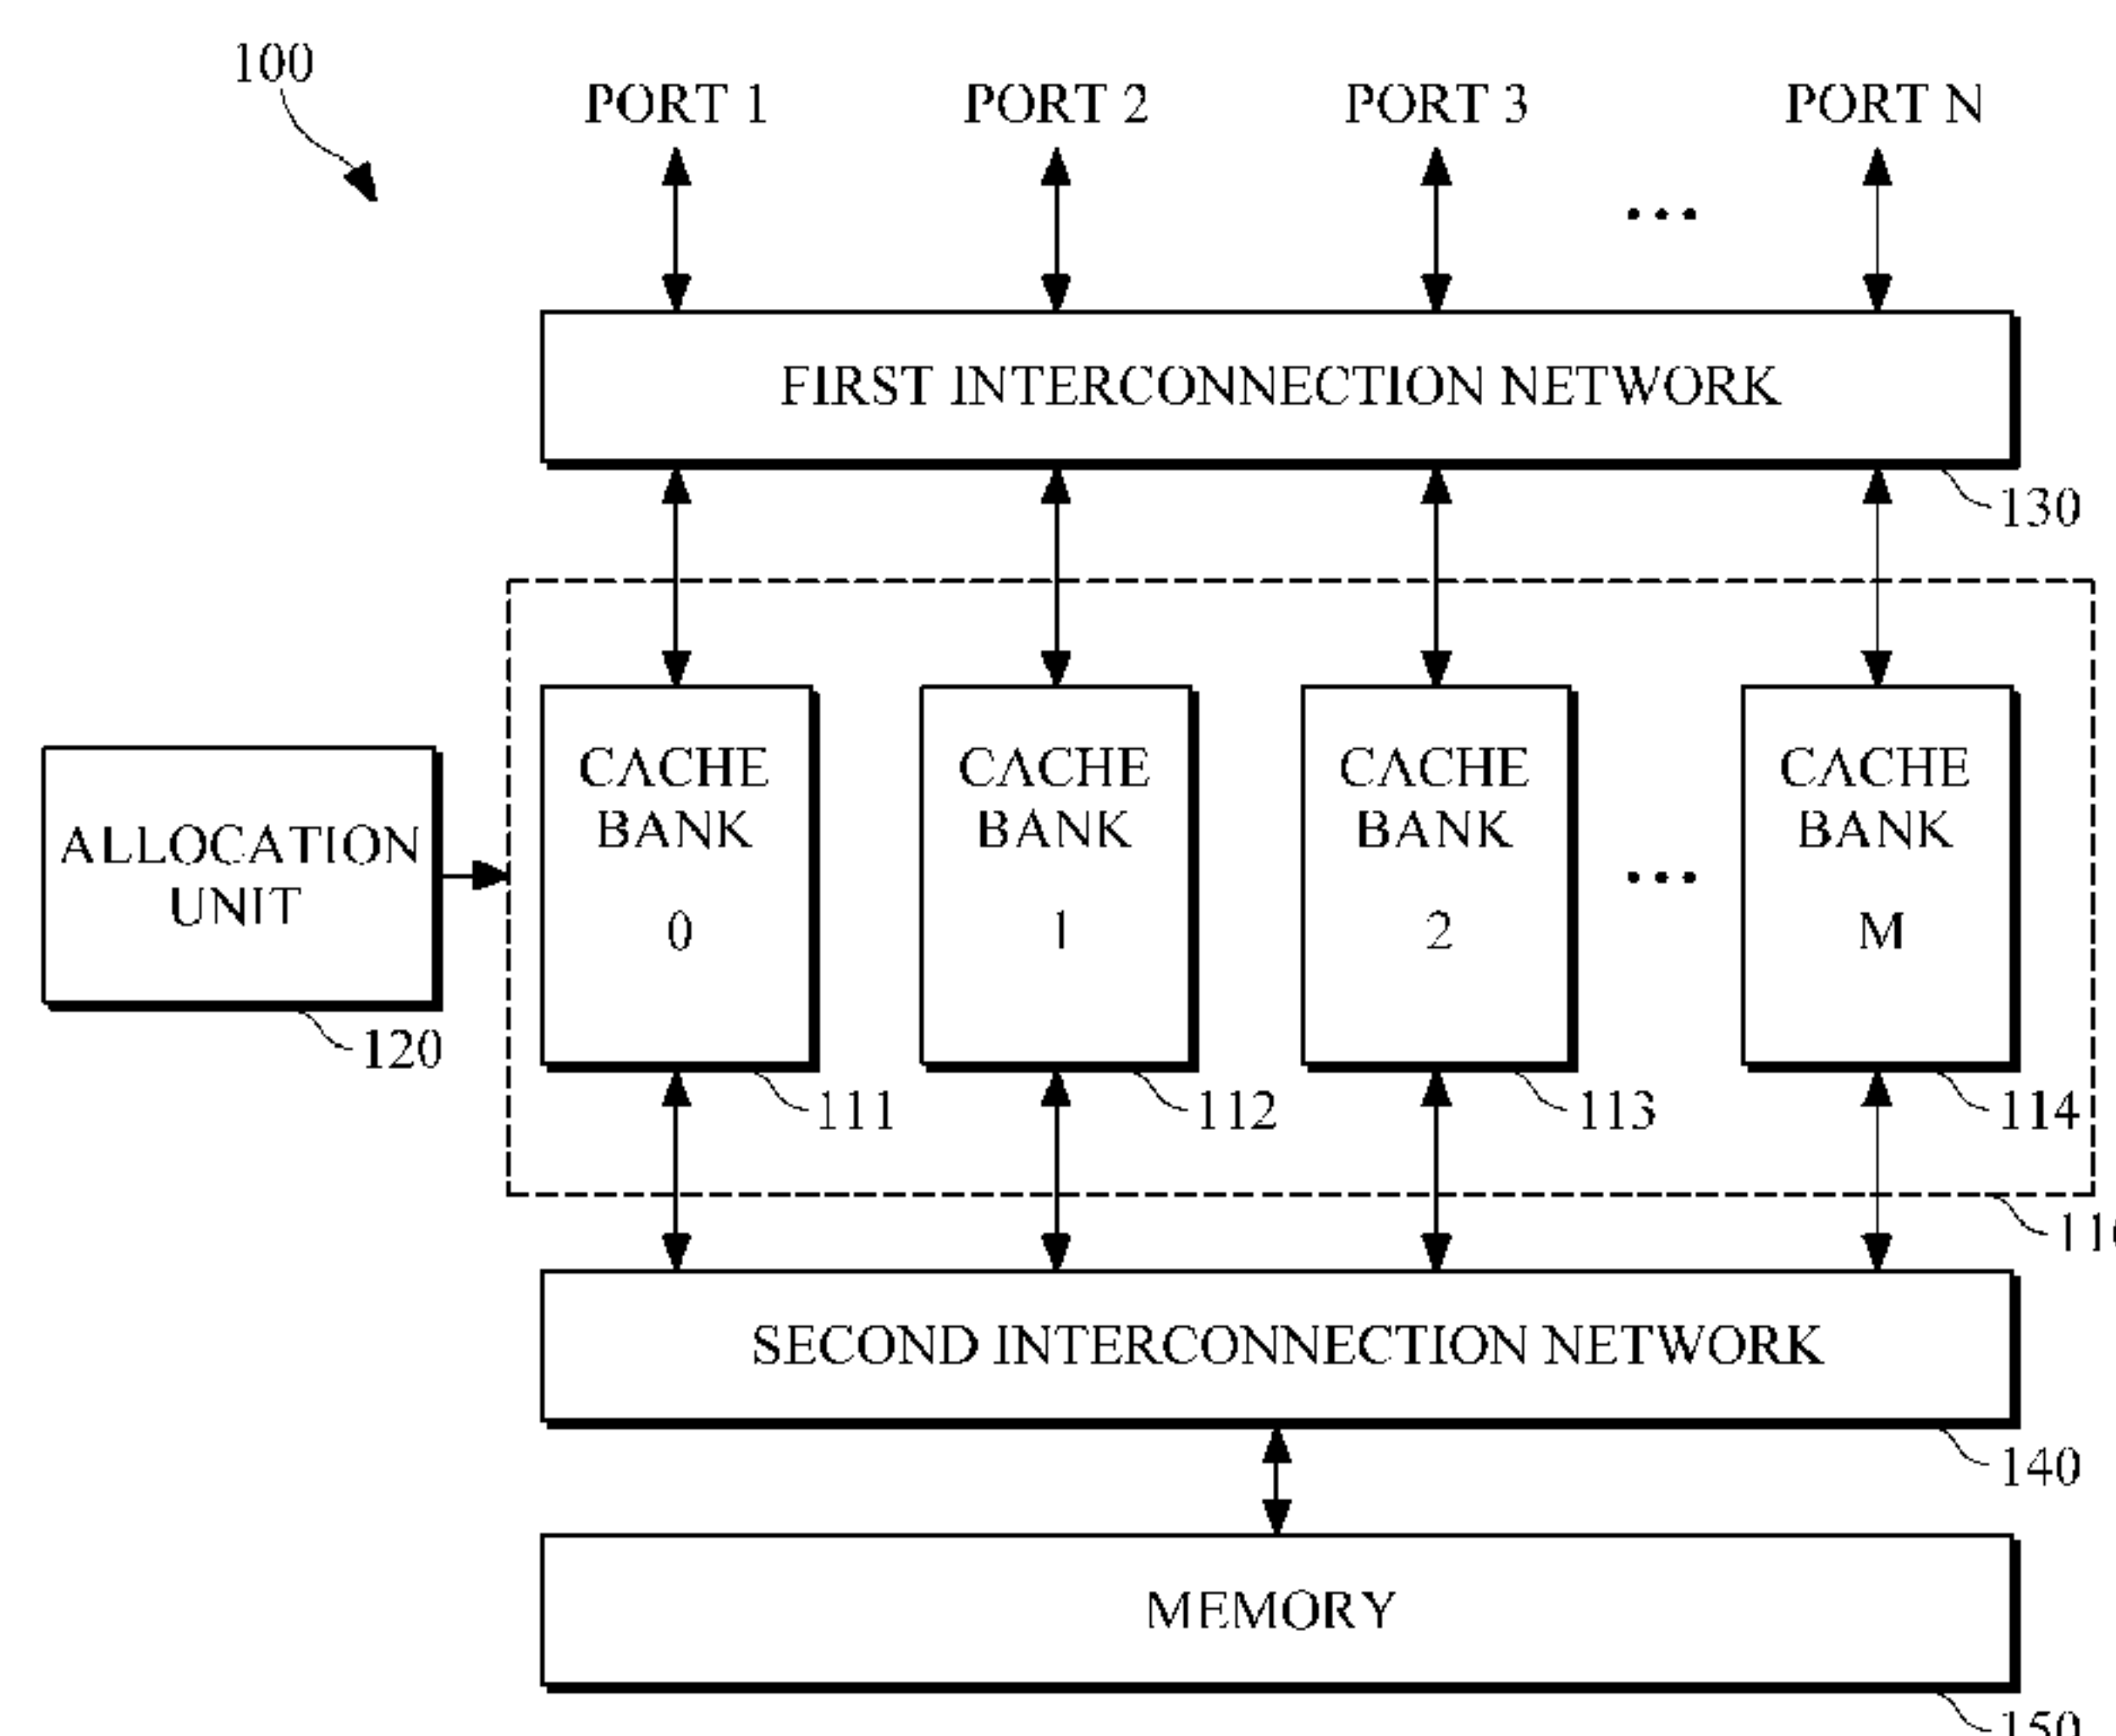 100
PORT 1
PORT 2
PORT 3
PORT N
...
FIRST INTERCONNECTION NETWORK
130
ALLOCATION
UNIT
120
CACHE
BANK
0
111
CACHE
BANK
1
112
CACHE
BANK
2
113
...
CACHE
BANK
M
114
SECOND INTERCONNECTION NETWORK
140
MEMORY
150